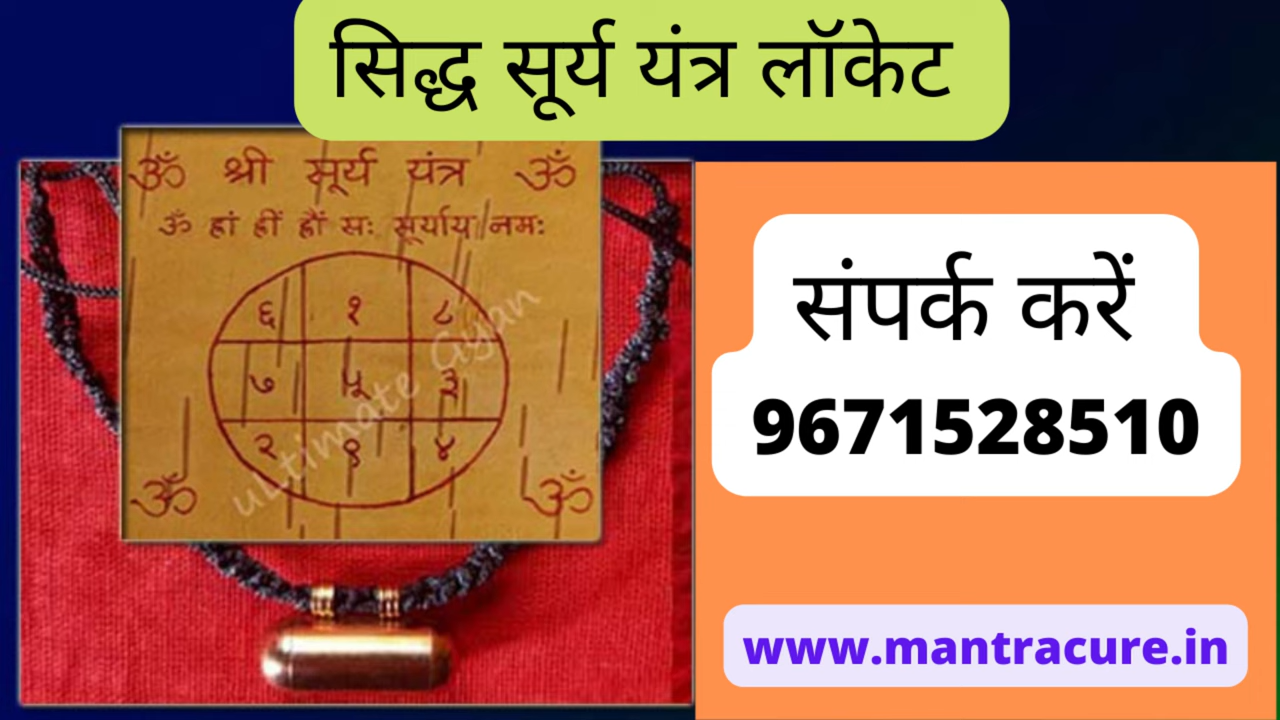 सिद्ध सूर्य यंत्र लॉकेट
ॐ श्री सूर्य यंत्र ॐ
ॐ ह्रां ह्रीं ह्रौं सः सूर्याय नमः
६ १ ८
७ ५ ३
२ ९ ४
ॐ ॐ
ultimate Gyan
संपर्क करें
9671528510
www.mantracure.in